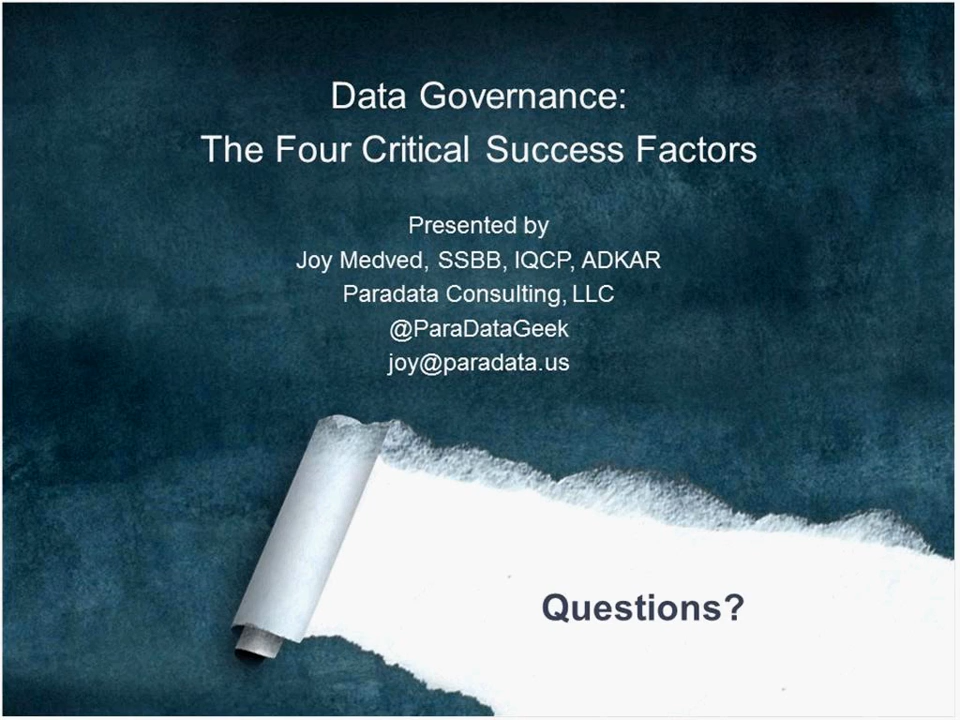 Data Governance:
The Four Critical Success Factors
Presented by
Joy Medved, SSBB, IQCP, ADKAR
Paradata Consulting, LLC
@ParaDataGeek
joy@paradata.us
Questions?